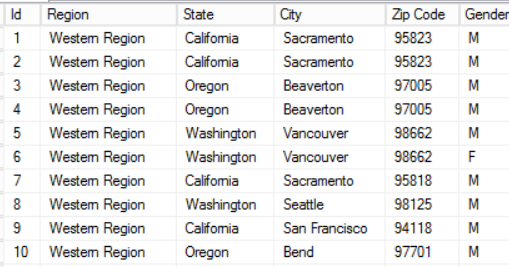 Id Region State City Zip Code Gender
1 Western Region California Sacramento 95823 M
2 Western Region California Sacramento 95823 M
3 Western Region Oregon Beaverton 97005 M
4 Western Region Oregon Beaverton 97005 M
5 Western Region Washington Vancouver 98662 M
6 Western Region Washington Vancouver 98662 F
7 Western Region California Sacramento 95818 M
8 Western Region Washington Seattle 98125 M
9 Western Region California San Francisco 94118 M
10 Western Region Oregon Bend 97701 M